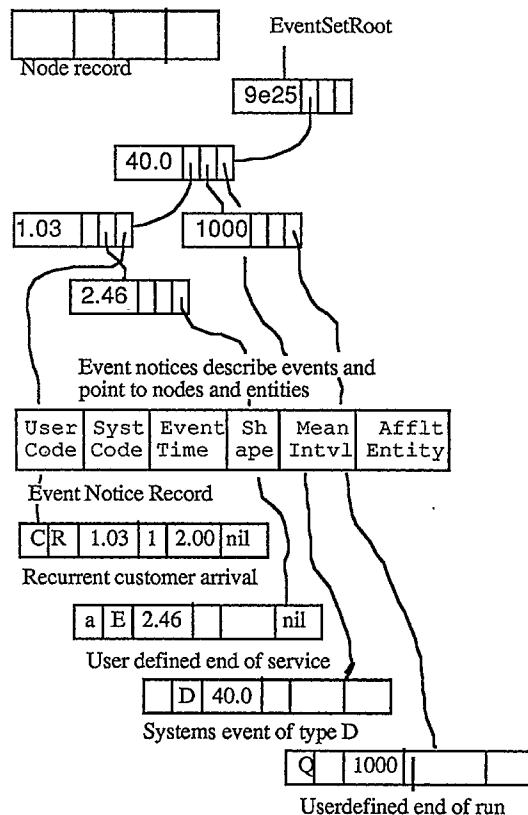 EventSetRoot
Node record
9e25
40.0
1.03
1000
2.46
Event notices describe events and
point to nodes and entities
User Code
Syst Code
Event Time
Sh ape
Mean Intvl
Afflt Entity
Event Notice Record
C R 1.03 1 2.00 nil
Recurrent customer arrival
a E 2.46 nil
User defined end of service
D 40.0
Systems event of type D
Q 1000
Userdefined end of run